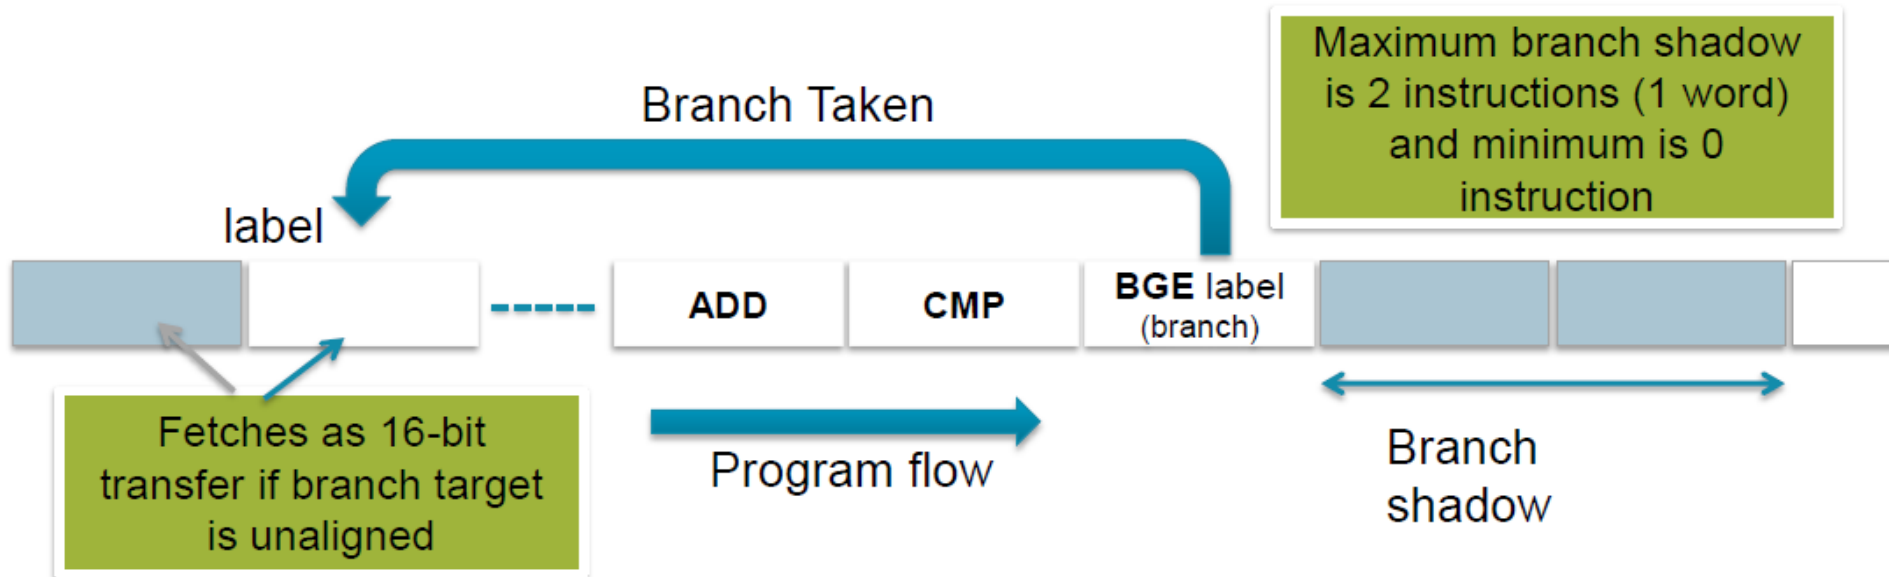 Maximum branch shadow
is 2 instructions (1 word)
and minimum is 0
instruction
Branch Taken
label
ADD
CMP
BGE label
(branch)
Fetches as 16-bit
transfer if branch target
is unaligned
Program flow
Branch
shadow